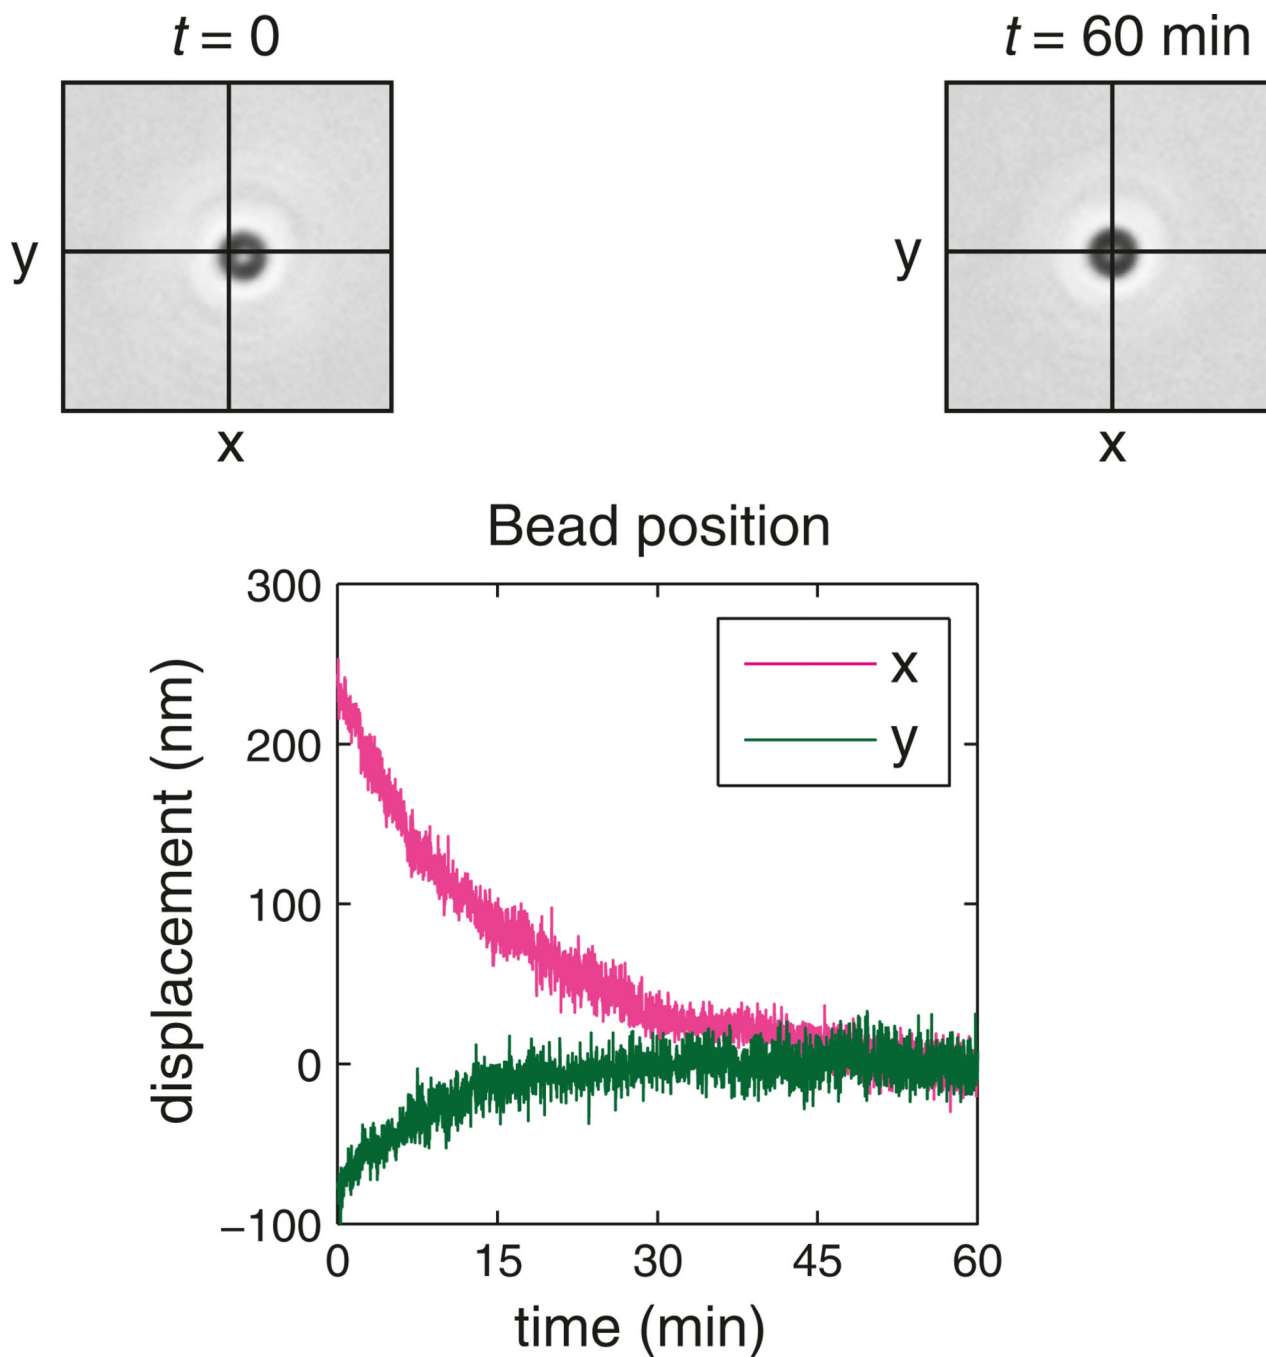 t = 0
t = 60 min
y
y
x
x
Bead position
300
200
100
0
−100
displacement (nm)
x
y
0
15
30
45
60
time (min)